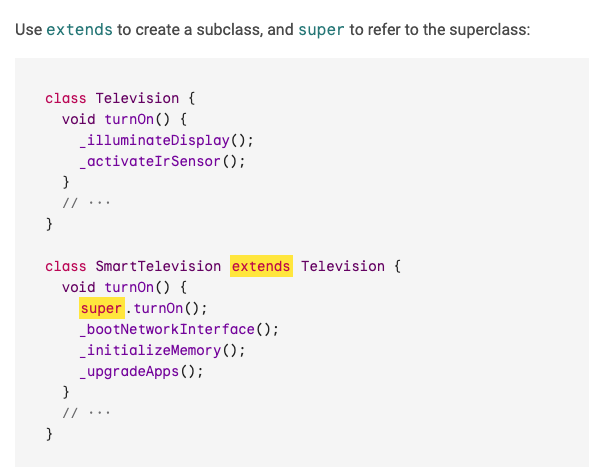 Use extends to create a subclass, and super to refer to the superclass:
class Television {
  void turnOn() {
    _illuminateDisplay();
    _activateIrSensor();
  }
  // ···
}
class SmartTelevision extends Television {
  void turnOn() {
    super.turnOn();
    _bootNetworkInterface();
    _initializeMemory();
    _upgradeApps();
  }
  // ···
}